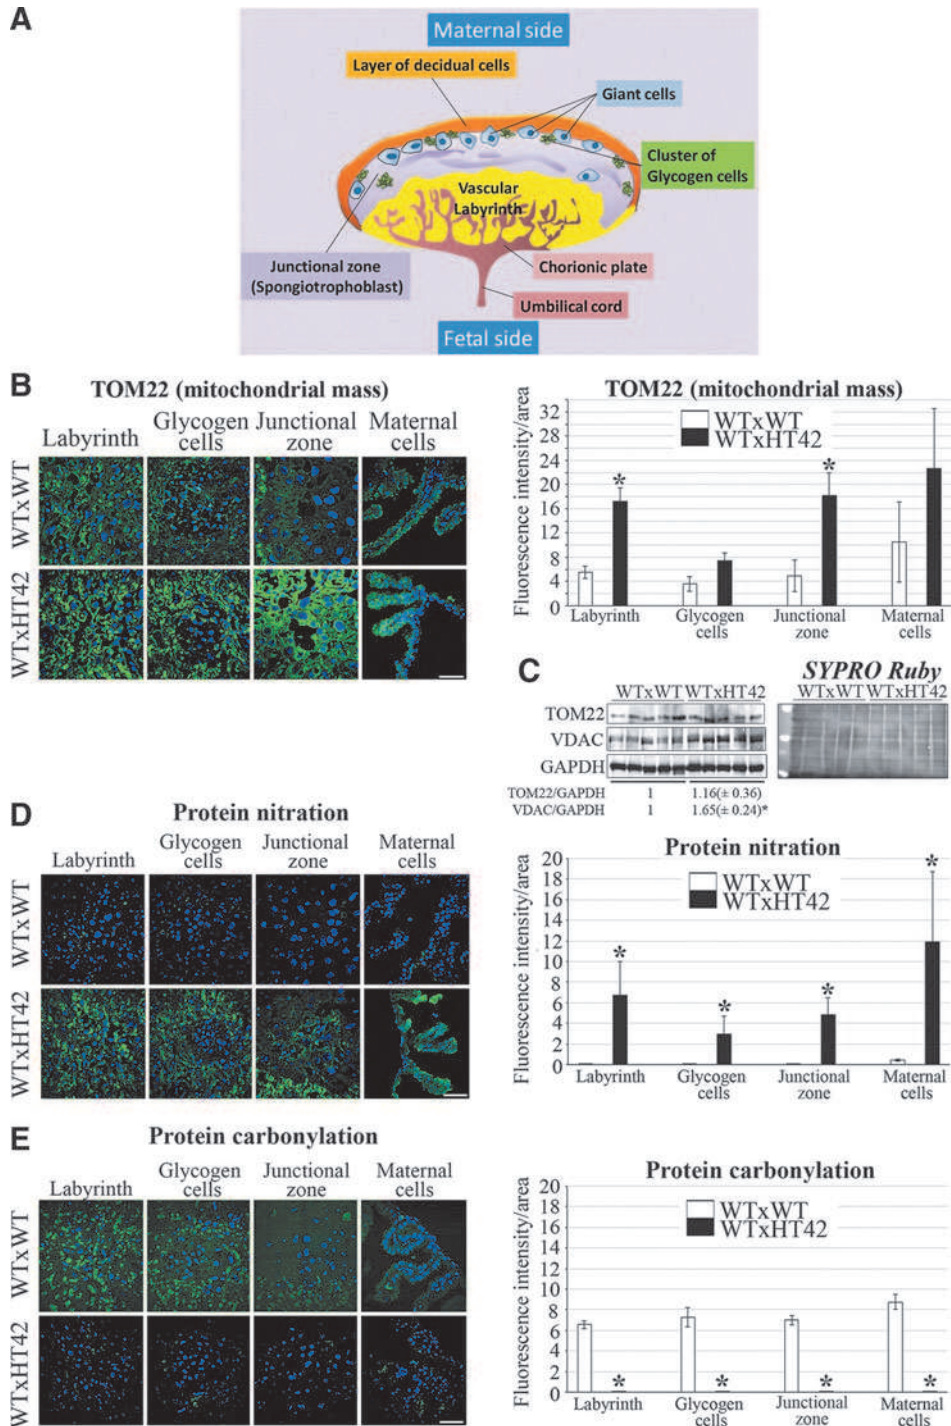 A
Maternal side
Layer of decidual cells
Giant cells
Cluster of
Glycogen cells
Vascular
Labyrinth
Junctional zone
(Spongiotrophoblast)
Chorionic plate
Umbilical cord
Fetal side
B
TOM22 (mitochondrial mass)
Labyrinth
Glycogen
cells
Junctional
zone
Maternal
cells
WTxWT
WTxHT42
TOM22 (mitochondrial mass)
Fluorescence intensity/area
32
28
24
20
16
12
8
4
0
WTxWT
WTxHT42
*
*
Labyrinth
Glycogen
cells
Junctional
zone
Maternal
cells
C
SYPRO Ruby
WTxWT WTxHT42
WTxWT WTxHT42
TOM22
VDAC
GAPDH
TOM22/GAPDH 1 1.16(± 0.36)
VDAC/GAPDH 1 1.65(± 0.24)*
D
Protein nitration
Labyrinth
Glycogen
cells
Junctional
zone
Maternal
cells
WTxWT
WTxHT42
Protein nitration
Fluorescence intensity/area
20
18
16
14
12
10
8
6
4
2
0
WTxWT
WTxHT42
*
*
*
*
Labyrinth
Glycogen
cells
Junctional
zone
Maternal
cells
E
Protein carbonylation
Labyrinth
Glycogen
cells
Junctional
zone
Maternal
cells
WTxWT
WTxHT42
Protein carbonylation
Fluorescence intensity/area
20
18
16
14
12
10
8
6
4
2
0
WTxWT
WTxHT42
*
*
*
*
Labyrinth
Glycogen
cells
Junctional
zone
Maternal
cells